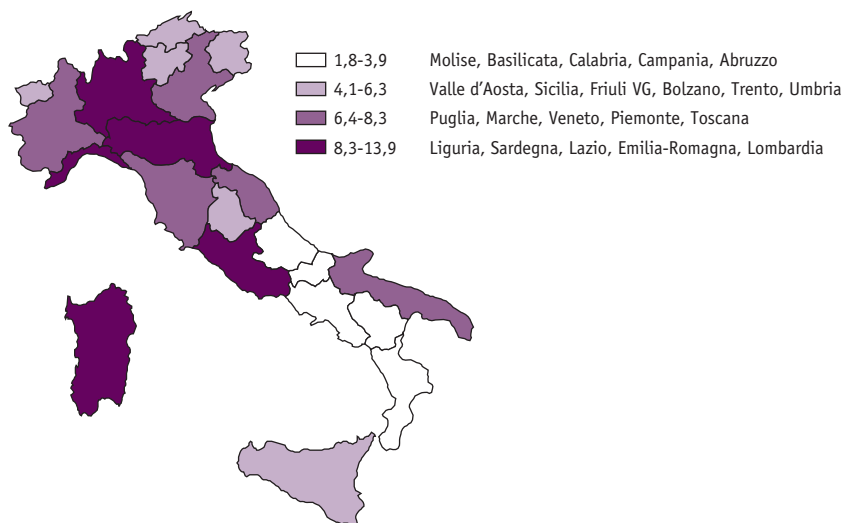 1,8-3,9 Molise, Basilicata, Calabria, Campania, Abruzzo
4,1-6,3 Valle d'Aosta, Sicilia, Friuli VG, Bolzano, Trento, Umbria
6,4-8,3 Puglia, Marche, Veneto, Piemonte, Toscana
8,3-13,9 Liguria, Sardegna, Lazio, Emilia-Romagna, Lombardia